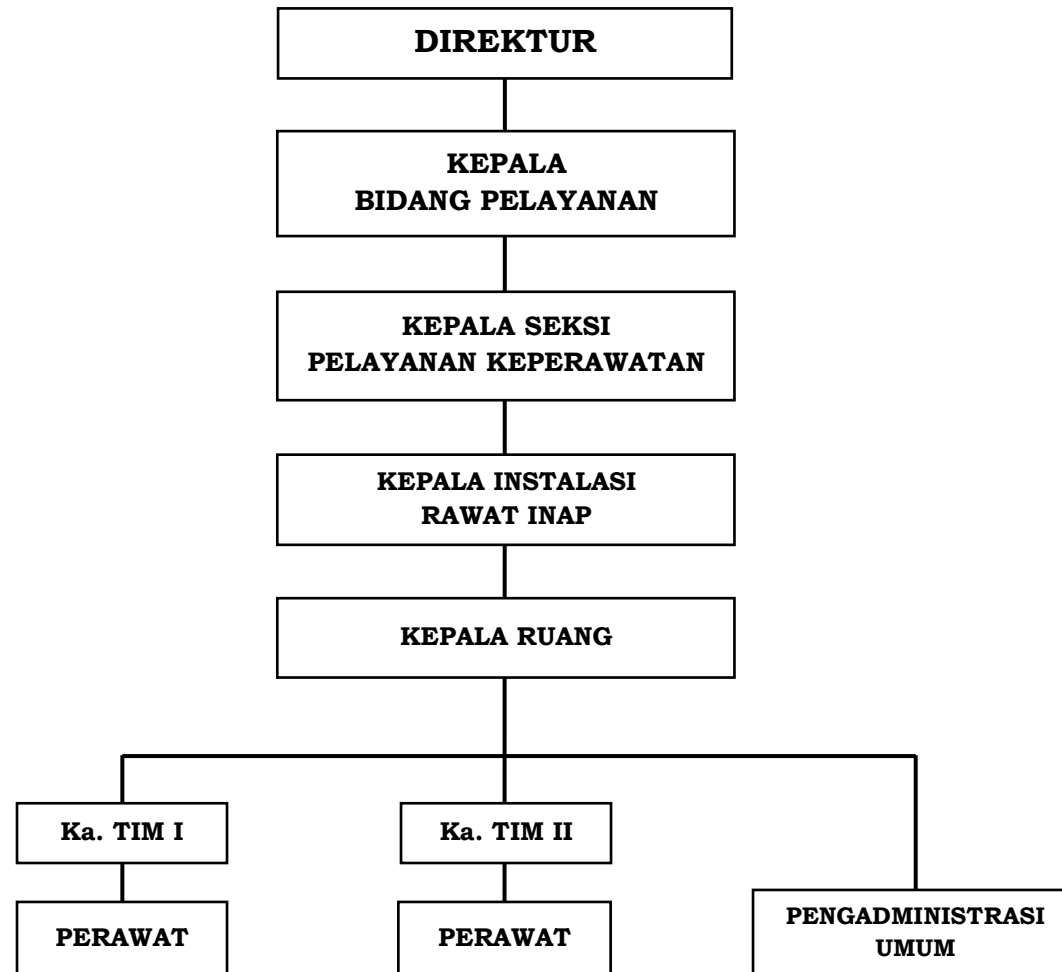 DIREKTUR
KEPALA
BIDANG PELAYANAN
KEPALA SEKSI
PELAYANAN KEPERAWATAN
KEPALA INSTALASI
RAWAT INAP
KEPALA RUANG
Ka. TIM I
Ka. TIM II
PERAWAT
PERAWAT
PENGADMINISTRASI
UMUM